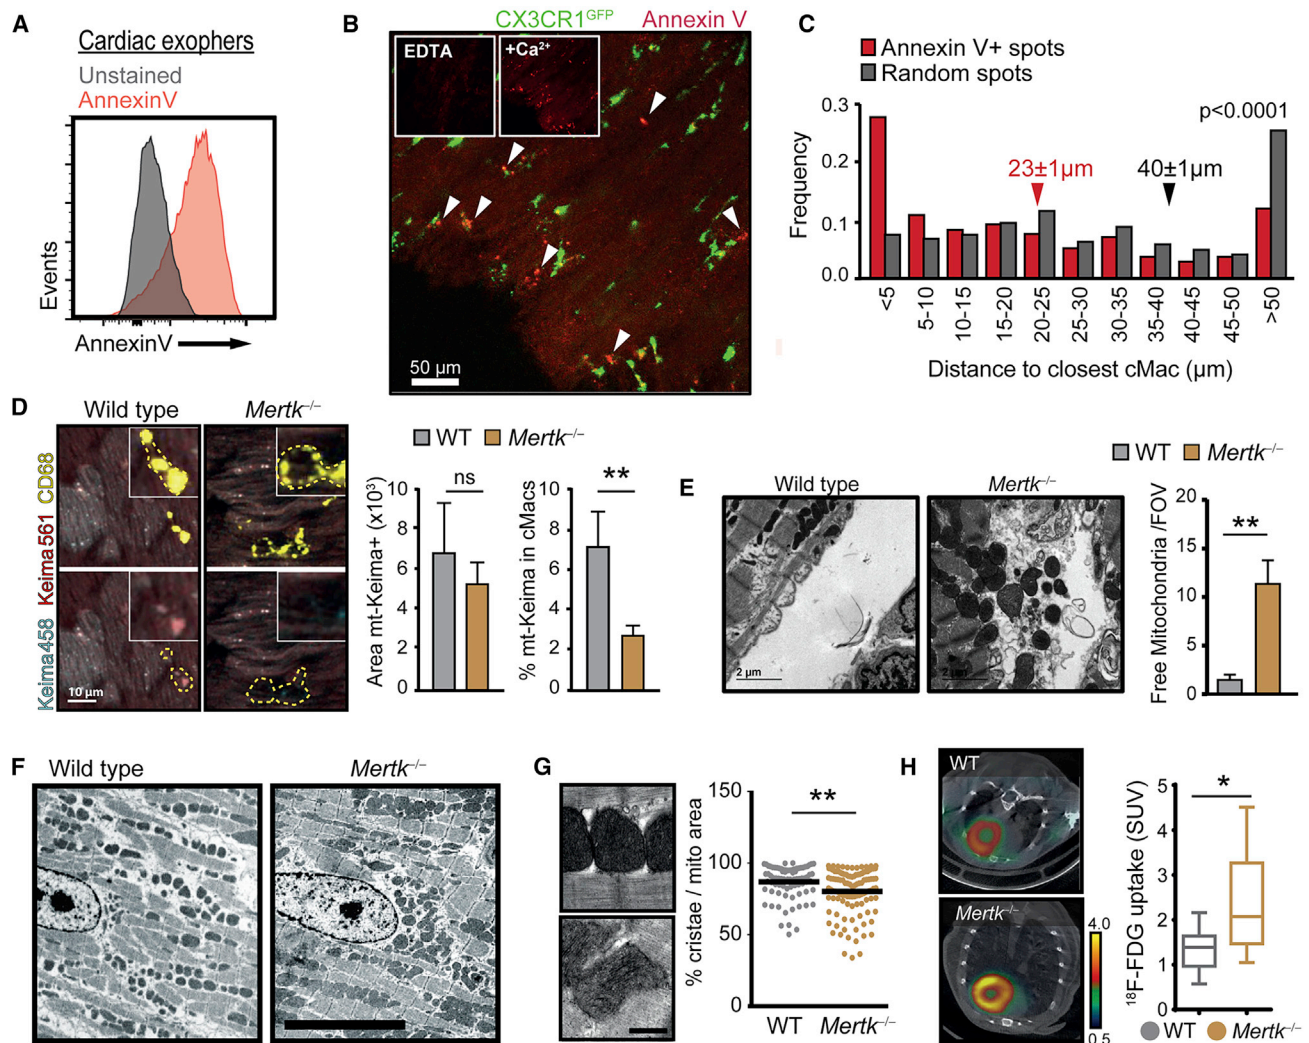 A
Cardiac exophers
Unstained
AnnexinV
Events
AnnexinV
B
CX3CR1GFP Annexin V
EDTA
+Ca2+
50 µm
C
Annexin V+ spots
Random spots
p<0.0001
23±1µm
40±1µm
Frequency
0.3
0.2
0.1
0.0
<5
5-10
10-15
15-20
20-25
25-30
30-35
35-40
40-45
45-50
>50
Distance to closest cMac (µm)
D
Wild type
Mertk–/–
Keima458 Keima561 CD68
10 µm
WT Mertk–/–
ns
Area mt-Keima+ (x10³)
10
8
6
4
2
0
**
% mt-Keima in cMacs
10
8
6
4
2
0
E
Wild type
Mertk–/–
2 µm
2 µm
WT Mertk–/–
**
Free Mitochondria /FOV
20
15
10
5
0
F
Wild type
Mertk–/–
G
% cristae / mito area
150
100
50
0
**
WT Mertk–/–
H
WT
Mertk–/–
4.0
0.5
*
18F-FDG uptake (SUV)
5
4
3
2
1
0
WT Mertk–/–